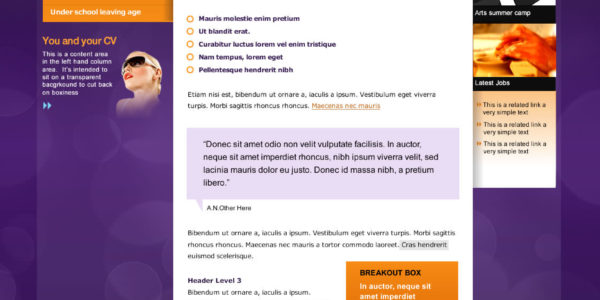 Under school leaving age
You and your CV
This is a content area
in the left hand column
area. It's intended to
sit on a transparent
bacgrkound to cut back
on boxiness
Mauris molestie enim pretium
Ut blandit erat.
Curabitur luctus lorem vel enim tristique
Nam tempus, lorem eget
Pellentesque hendrerit nibh
Etiam nisi est, bibendum ut ornare a, iaculis a ipsum. Vestibulum eget viverra
turpis. Morbi sagittis rhoncus rhoncus. Maecenas nec mauris
"Donec sit amet odio non velit vulputate facilisis. In auctor,
neque sit amet imperdiet rhoncus, nibh ipsum viverra velit, sed
lacinia mauris dolor eu justo. Donec id massa nibh, a pretium
libero."
A.N.Other Here
Bibendum ut ornare a, iaculis a ipsum. Vestibulum eget viverra turpis. Morbi sagittis
rhoncus rhoncus. Maecenas nec mauris a tortor commodo laoreet. Cras hendrerit
euismod scelerisque.
Header Level 3
Bibendum ut ornare a, iaculis a ipsum.
BREAKOUT BOX
In auctor, neque sit
amet imperdiet
Arts summer camp
Latest Jobs
This is a related link a
very simple text
This is a related link a
very simple text
This is a related link a
very simple text